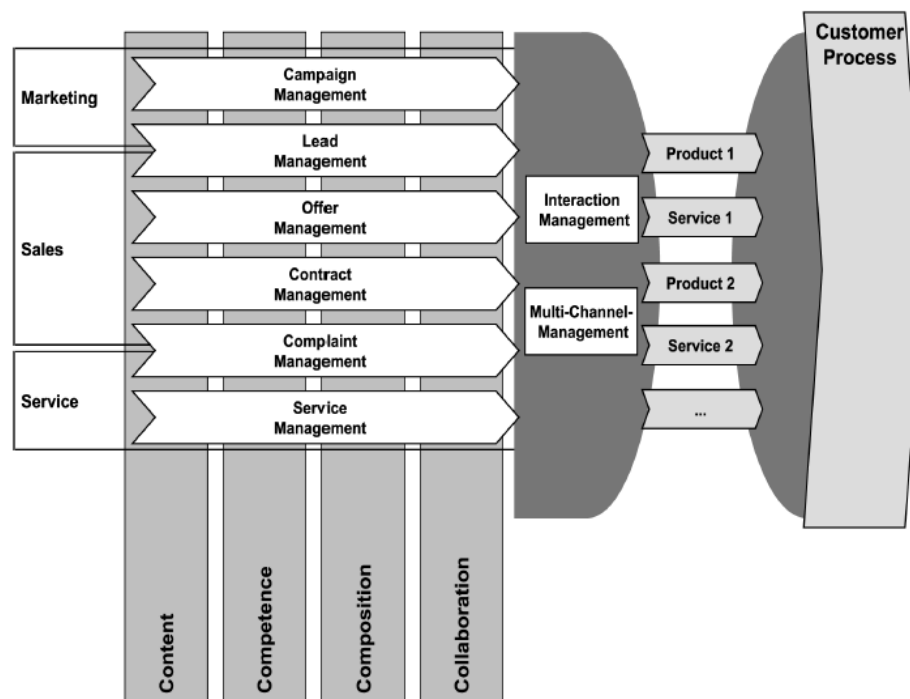 Customer
Process
Marketing
Campaign
Management
Lead
Management
Product 1
Sales
Offer
Management
Interaction
Management
Service 1
Contract
Management
Product 2
Multi-Channel-
Management
Complaint
Management
Service 2
Service
Service
Management
...
Content
Competence
Composition
Collaboration